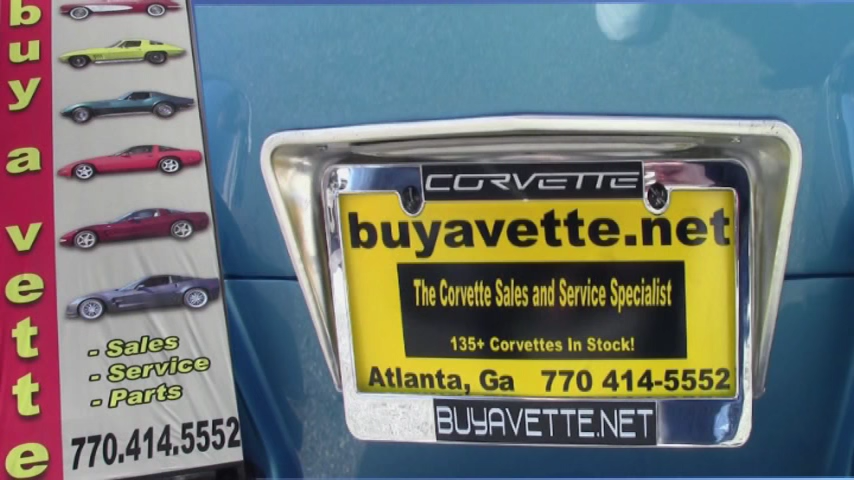 buy a vette
- Sales
- Service
- Parts
770.414.5552
CORVETTE
buyavette.net
The Corvette Sales and Service Specialist
135+ Corvettes In Stock!
Atlanta, Ga 770 414-5552
BUYAVETTE.NET